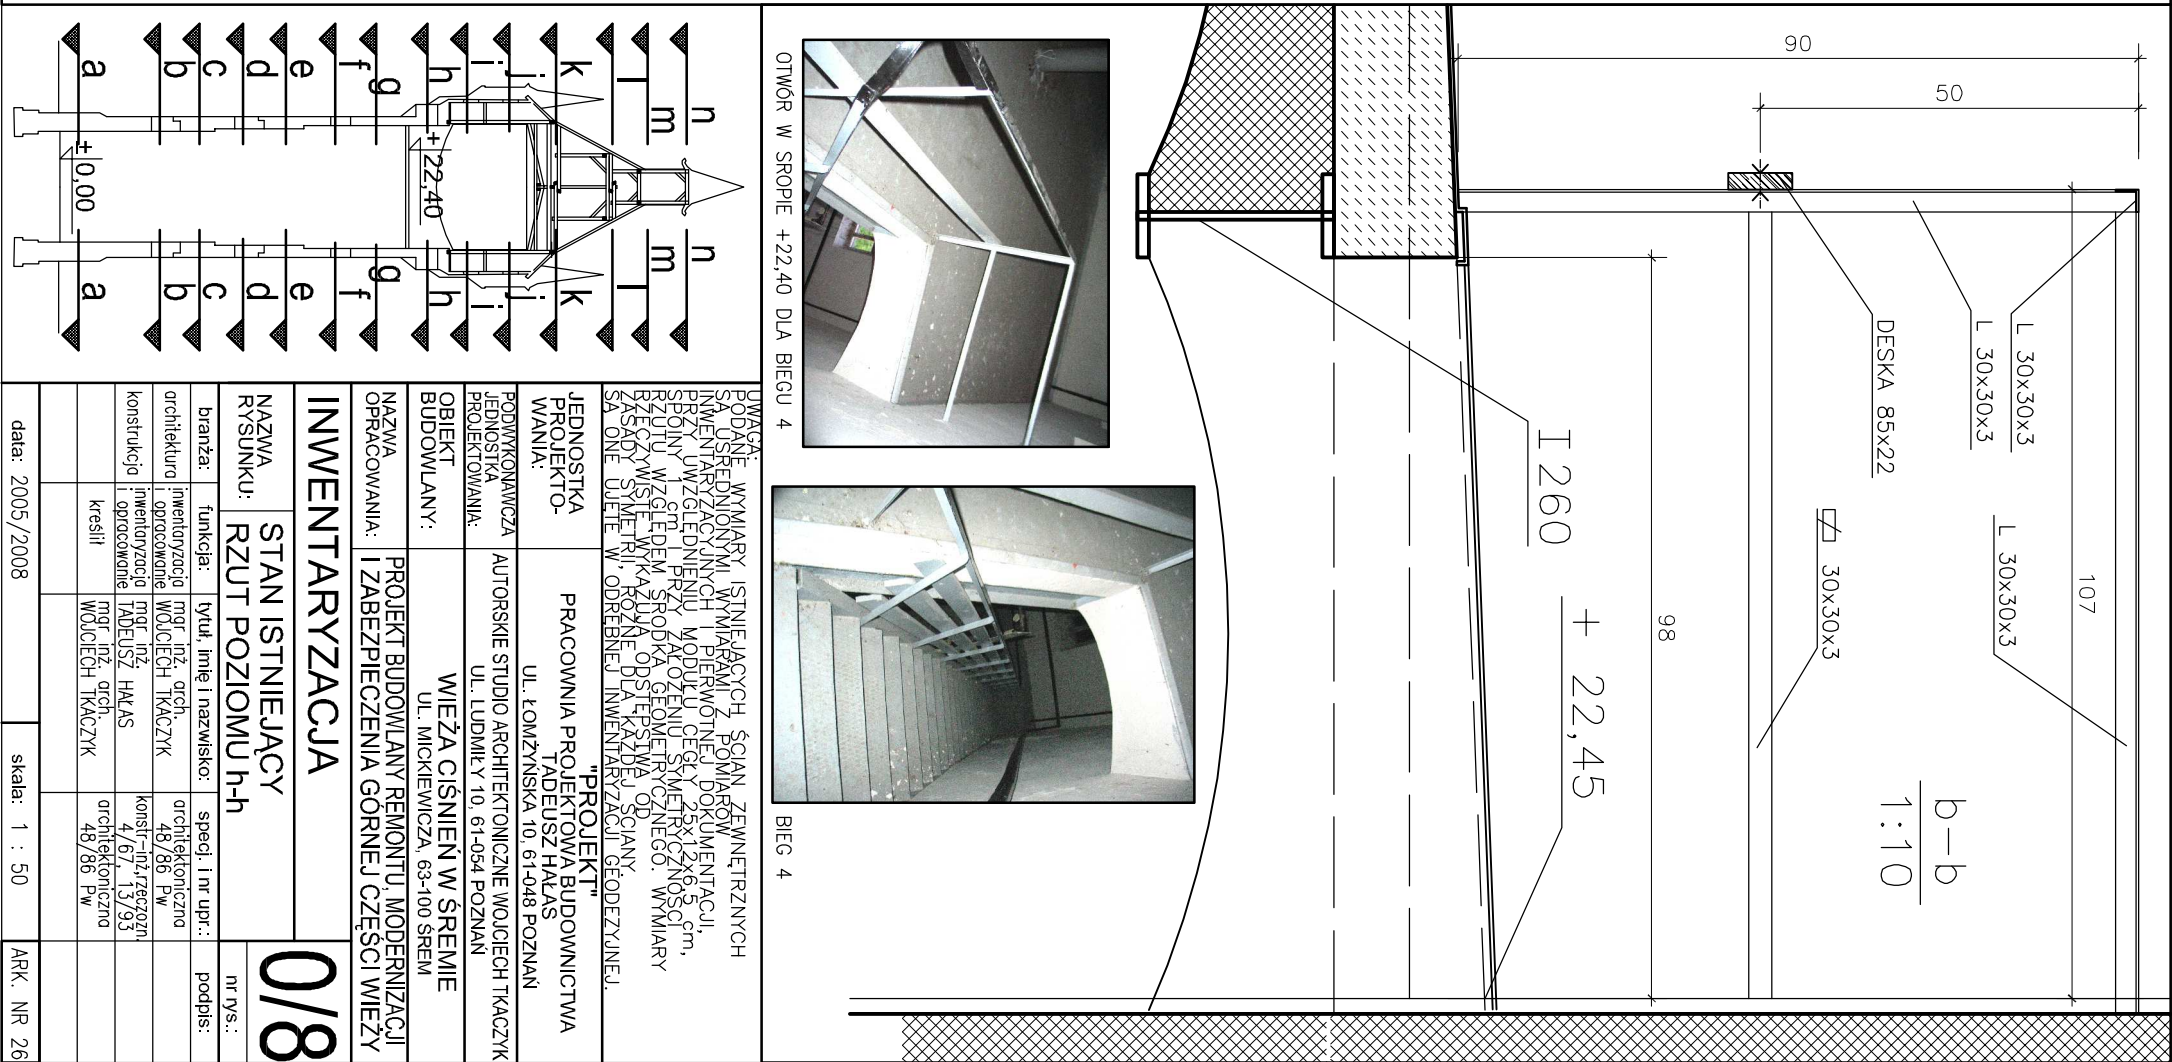 90
50
107
98
L 30x30x3
L 30x30x3
DESKA 85x22
L 30x30x3
30x30x3
b-b
1:10
+ 22,45
I 260
OTWÓR W SROPIE +22,40 DLA BIEGU 4
BIEG 4
n n
m m
l l
k k
j j
i i
h h
g g
f f
e e
d d
c c
b b
a a
n n
m m
l l
k k
j j
i i
h h
g g
f f
e e
d d
c c
b b
a a
+ 22,40
±0,00
UWAGA:
PODANE WYMIARY ISTNIEJĄCYCH ŚCIAN ZEWNĘTRZNYCH
SĄ UŚREDNIONYMI WYMIARAMI Z POMIARÓW
INWENTARYZACYJNYCH I PIERWOTNEJ DOKUMENTACJI,
PRZY UWZGLĘDNIENIU MODUŁU CEGŁY 25x12x6,5 cm,
SPOINY 1 cm I PRZY ZAŁOŻENIU SYMETRYCZNOŚCI
RZUTU WZGLĘDEM ŚRODKA GEOMETRYCZNEGO. WYMIARY
RZECZYWISTE WYKAZUJĄ ODSTĘPSTWA OD
ZASADY SYMETRII, RÓŻNE DLA KAŻDEJ ŚCIANY.
SĄ ONE UJĘTE W ODRĘBNEJ INWENTARYZACJI GEODEZYJNEJ.
JEDNOSTKA
PROJEKTO-
WANIA:
"PROJEKT"
PRACOWNIA PROJEKTOWA BUDOWNICTWA
TADEUSZ HAŁAS
UL. ŁOMŻYŃSKA 10, 61-048 POZNAŃ
PODWYKONAWCZA
JEDNOSTKA
PROJEKTOWANIA:
AUTORSKIE STUDIO ARCHITEKTONICZNE WOJCIECH TKACZYK
UL. LUDMIŁY 10, 61-054 POZNAŃ
OBIEKT
BUDOWLANY:
WIEŻA CIŚNIEŃ W ŚREMIE
UL. MICKIEWICZA, 63-100 ŚREM
NAZWA
OPRACOWANIA:
PROJEKT BUDOWLANY REMONTU, MODERNIZACJI
I ZABEZPIECZENIA GÓRNEJ CZĘŚCI WIEŻY
INWENTARYZACJA
NAZWA
RYSUNKU:
STAN ISTNIEJĄCY
RZUT POZIOMU h-h
nr rys.:
0/8
branża: funkcja: tytuł, imię i nazwisko: specj. i nr upr.: podpis:
architektura
inwentaryzacja
i opracowanie
mgr inż. arch.
WOJCIECH TKACZYK
architektoniczna
48/86 Pw
konstrukcja
inwentaryzacja
i opracowanie
mgr inż.
TADEUSZ HAŁAS
konstr-inż,rzeczozn.
4/67, 13/93
kreślił
mgr inż. arch.
WOJCIECH TKACZYK
architektoniczna
48/86 Pw
data: 2005/2008
skala: 1 : 50
ARK. NR 26